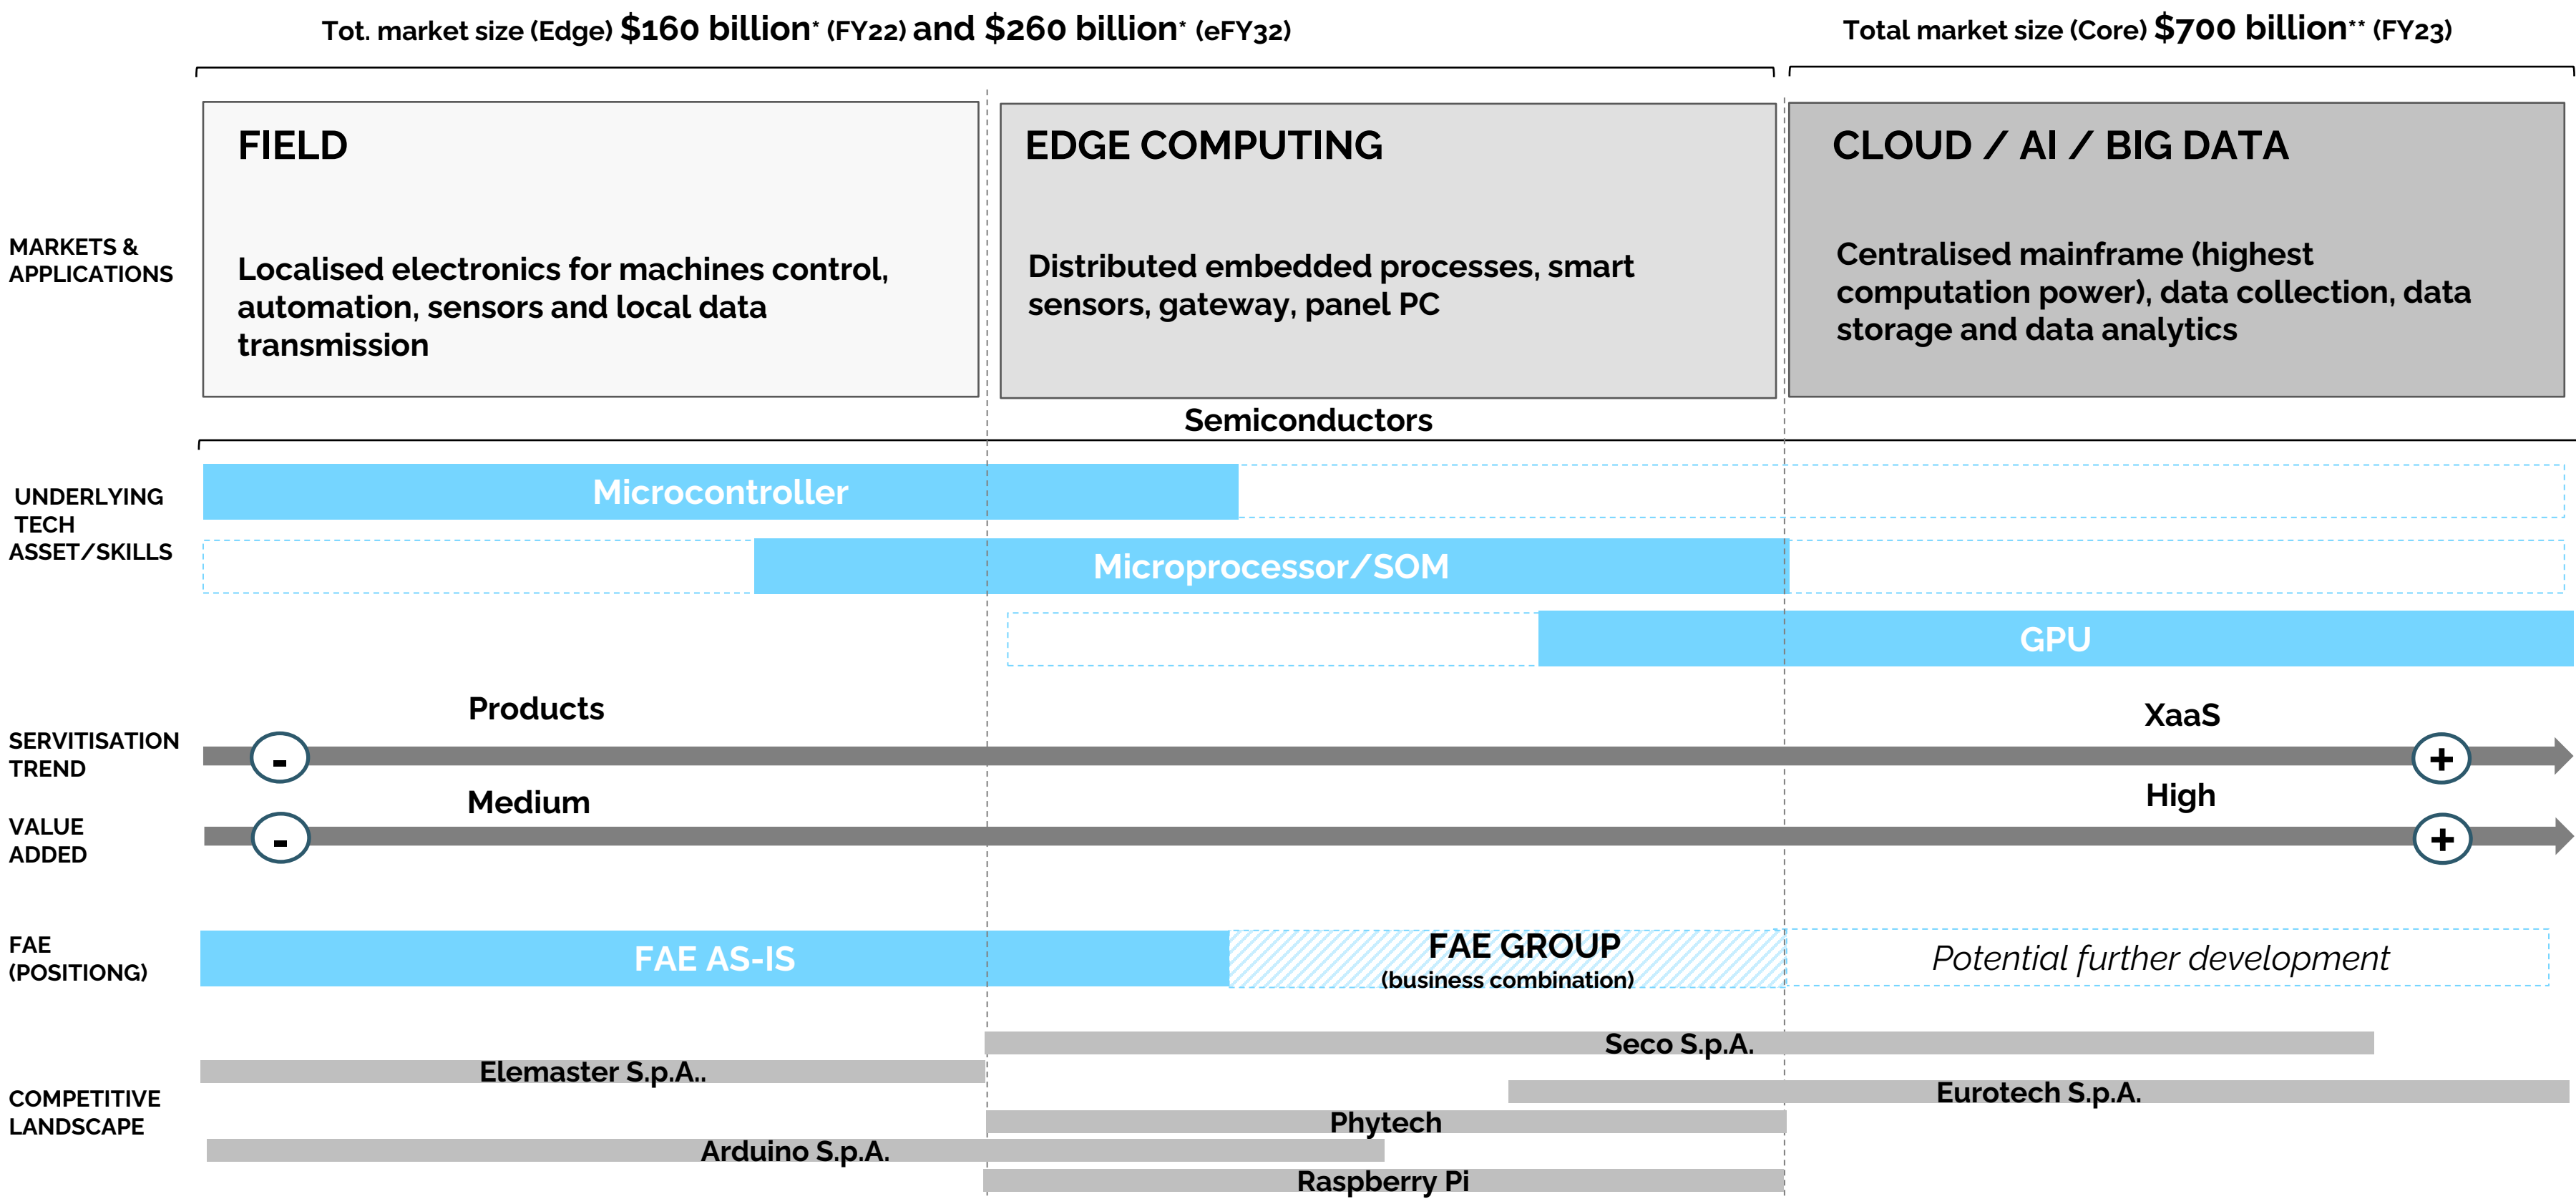 Tot. market size (Edge) $160 billion* (FY22) and $260 billion* (eFY32)
Total market size (Core) $700 billion** (FY23)
MARKETS &
APPLICATIONS
FIELD
Localised electronics for machines control,
automation, sensors and local data
transmission
EDGE COMPUTING
Distributed embedded processes, smart
sensors, gateway, panel PC
CLOUD / AI / BIG DATA
Centralised mainframe (highest
computation power), data collection, data
storage and data analytics
Semiconductors
UNDERLYING
TECH
ASSET/SKILLS
Microcontroller
Microprocessor/SOM
GPU
SERVITISATION
TREND
Products
XaaS
-
+
VALUE
ADDED
Medium
High
-
+
FAE
(POSITIONG)
FAE AS-IS
FAE GROUP
(business combination)
Potential further development
COMPETITIVE
LANDSCAPE
Seco S.p.A.
Elemaster S.p.A..
Eurotech S.p.A.
Phytech
Arduino S.p.A.
Raspberry Pi